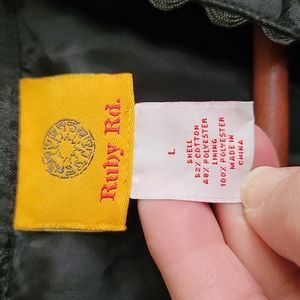 Ruby Rd.
L
SHELL
52% COTTON
48% POLYESTER
LINING
100% POLYESTER
MADE IN
CHINA